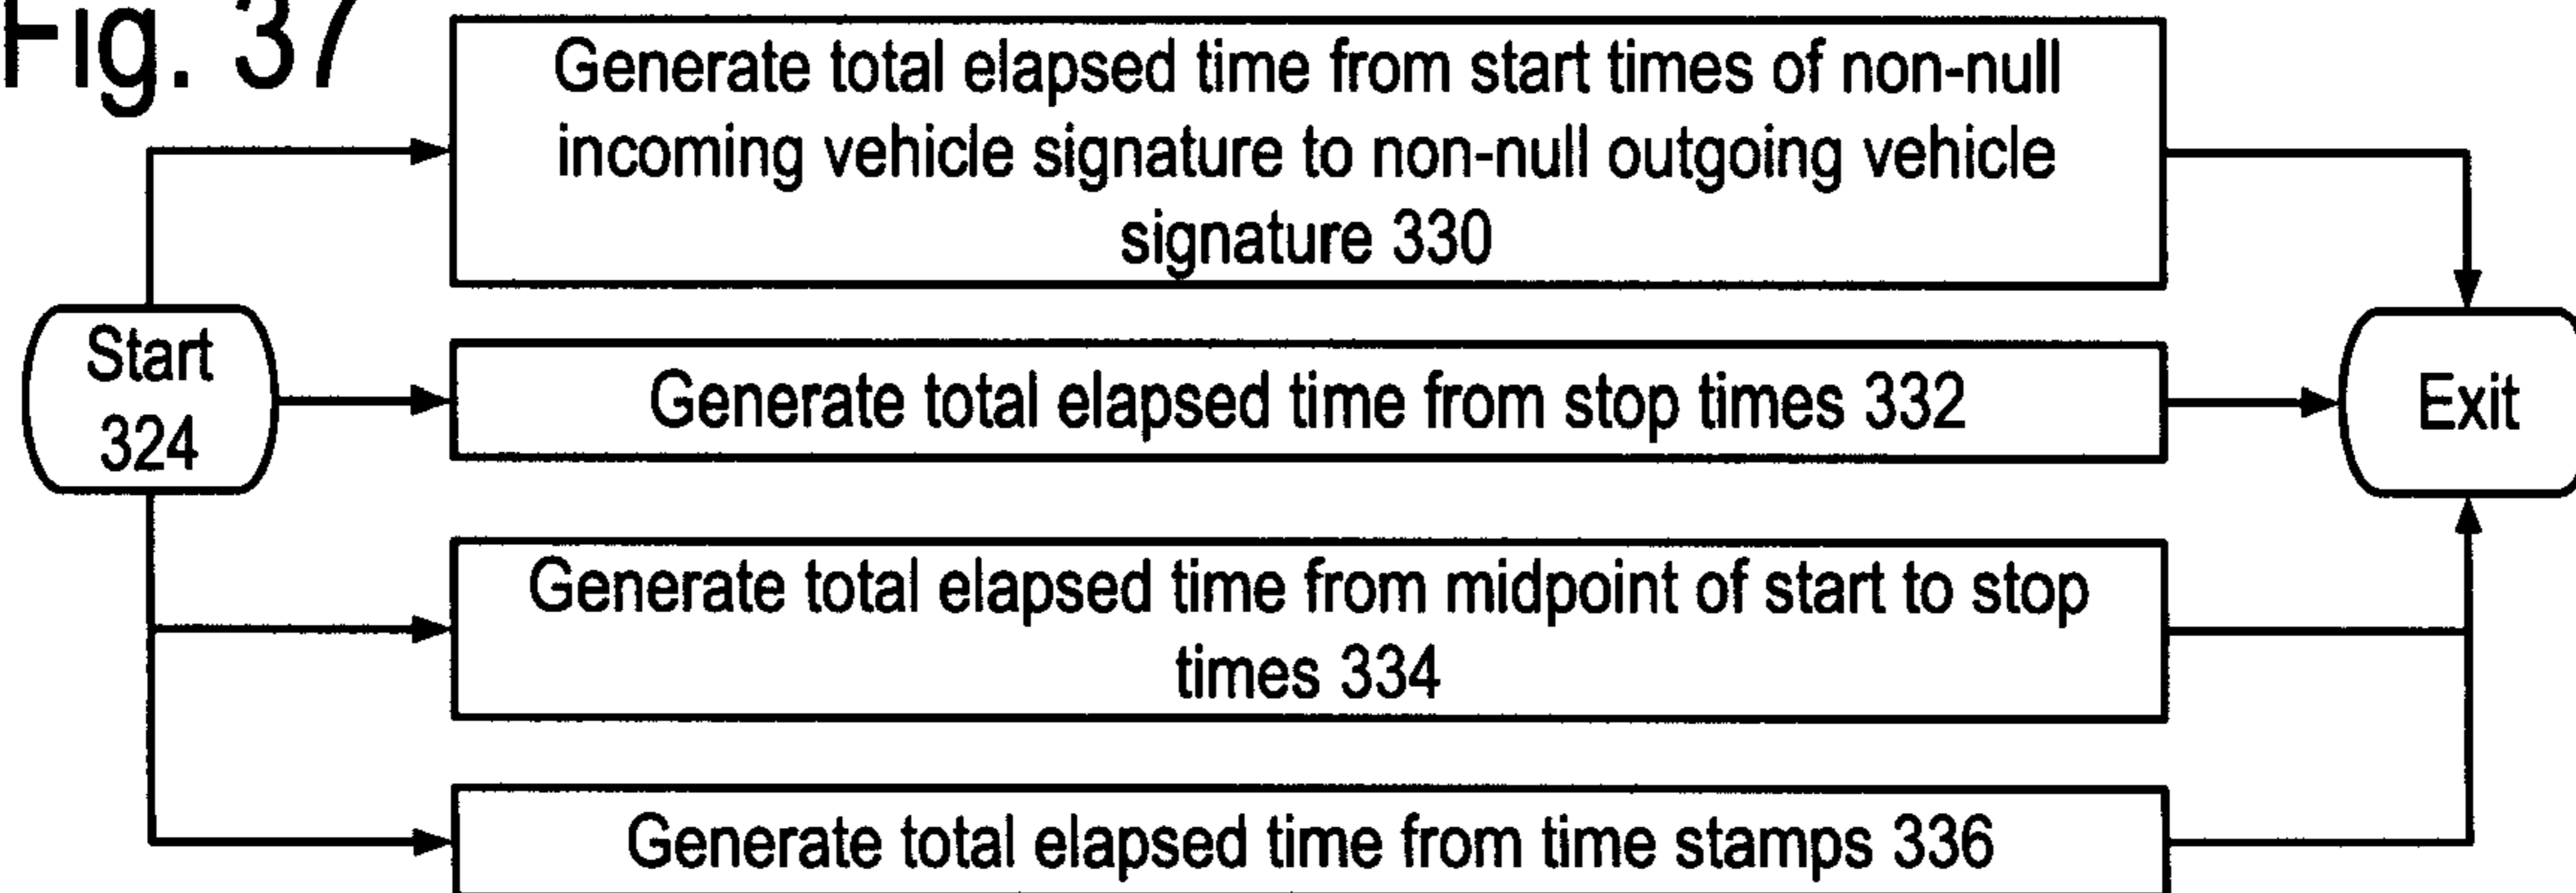 Fig. 37
Generate total elapsed time from start times of non-null
incoming vehicle signature to non-null outgoing vehicle
signature 330
Start
324
Generate total elapsed time from stop times 332
Exit
Generate total elapsed time from midpoint of start to stop
times 334
Generate total elapsed time from time stamps 336